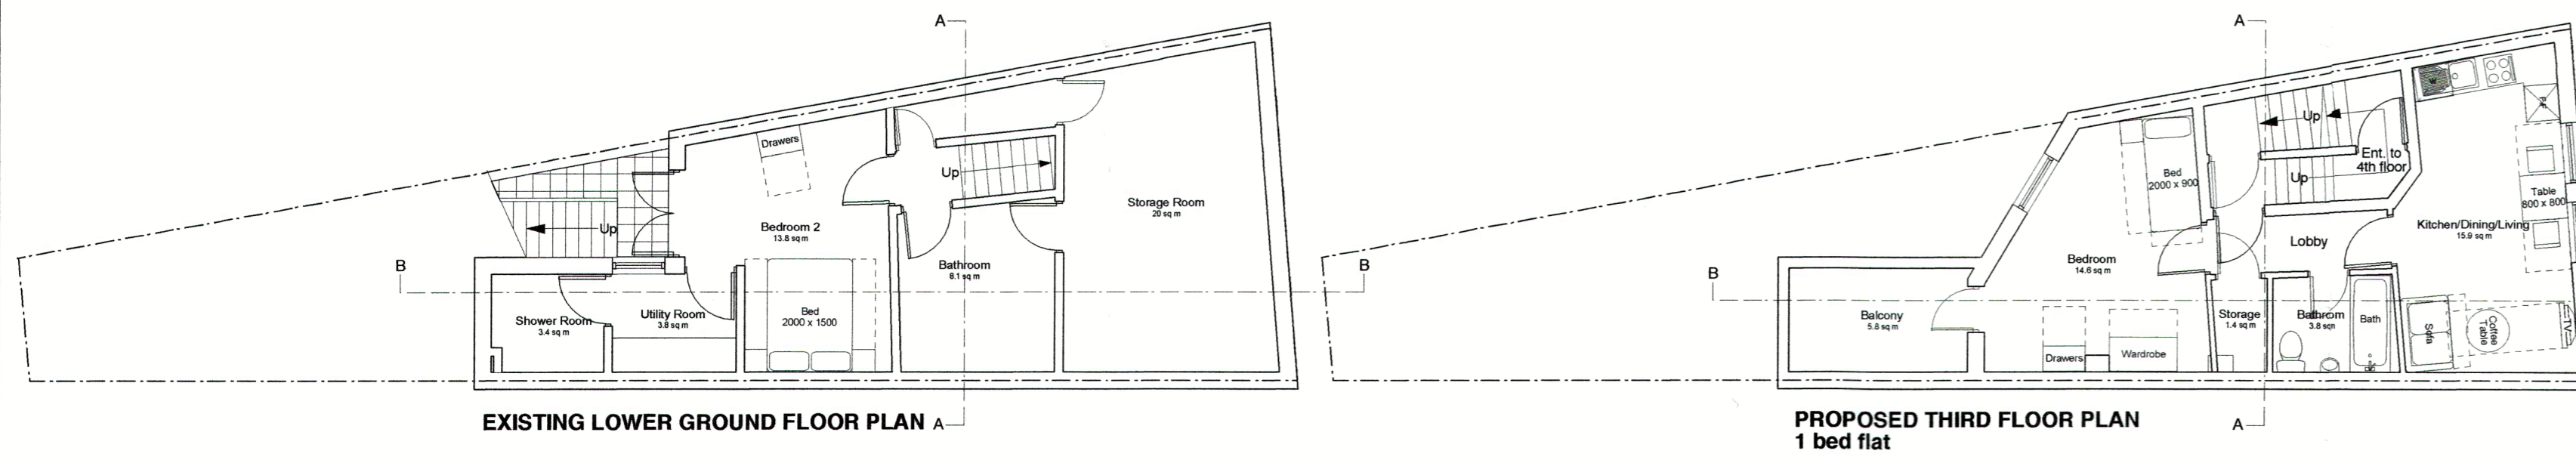 A
Drawers
Up
Up
Bedroom 2
13.8 sq m
Storage Room
20 sq m
B
Bathroom
8.1 sq m
B
Shower Room
3.4 sq m
Utility Room
3.8 sq m
Bed
2000 x 1500
EXISTING LOWER GROUND FLOOR PLAN
A
A
Up
Ent. to
4th floor
Up
Bed
2000 x 900
Table
800 x 800
Kitchen/Dining/Living
15.9 sq m
Lobby
Bedroom
14.6 sq m
B
Balcony
5.8 sq m
Storage
1.4 sq m
Bathroom
3.8 sqn
Bath
Sofa
Coffee
Table
TV
Drawers
Wardrobe
PROPOSED THIRD FLOOR PLAN
1 bed flat
A